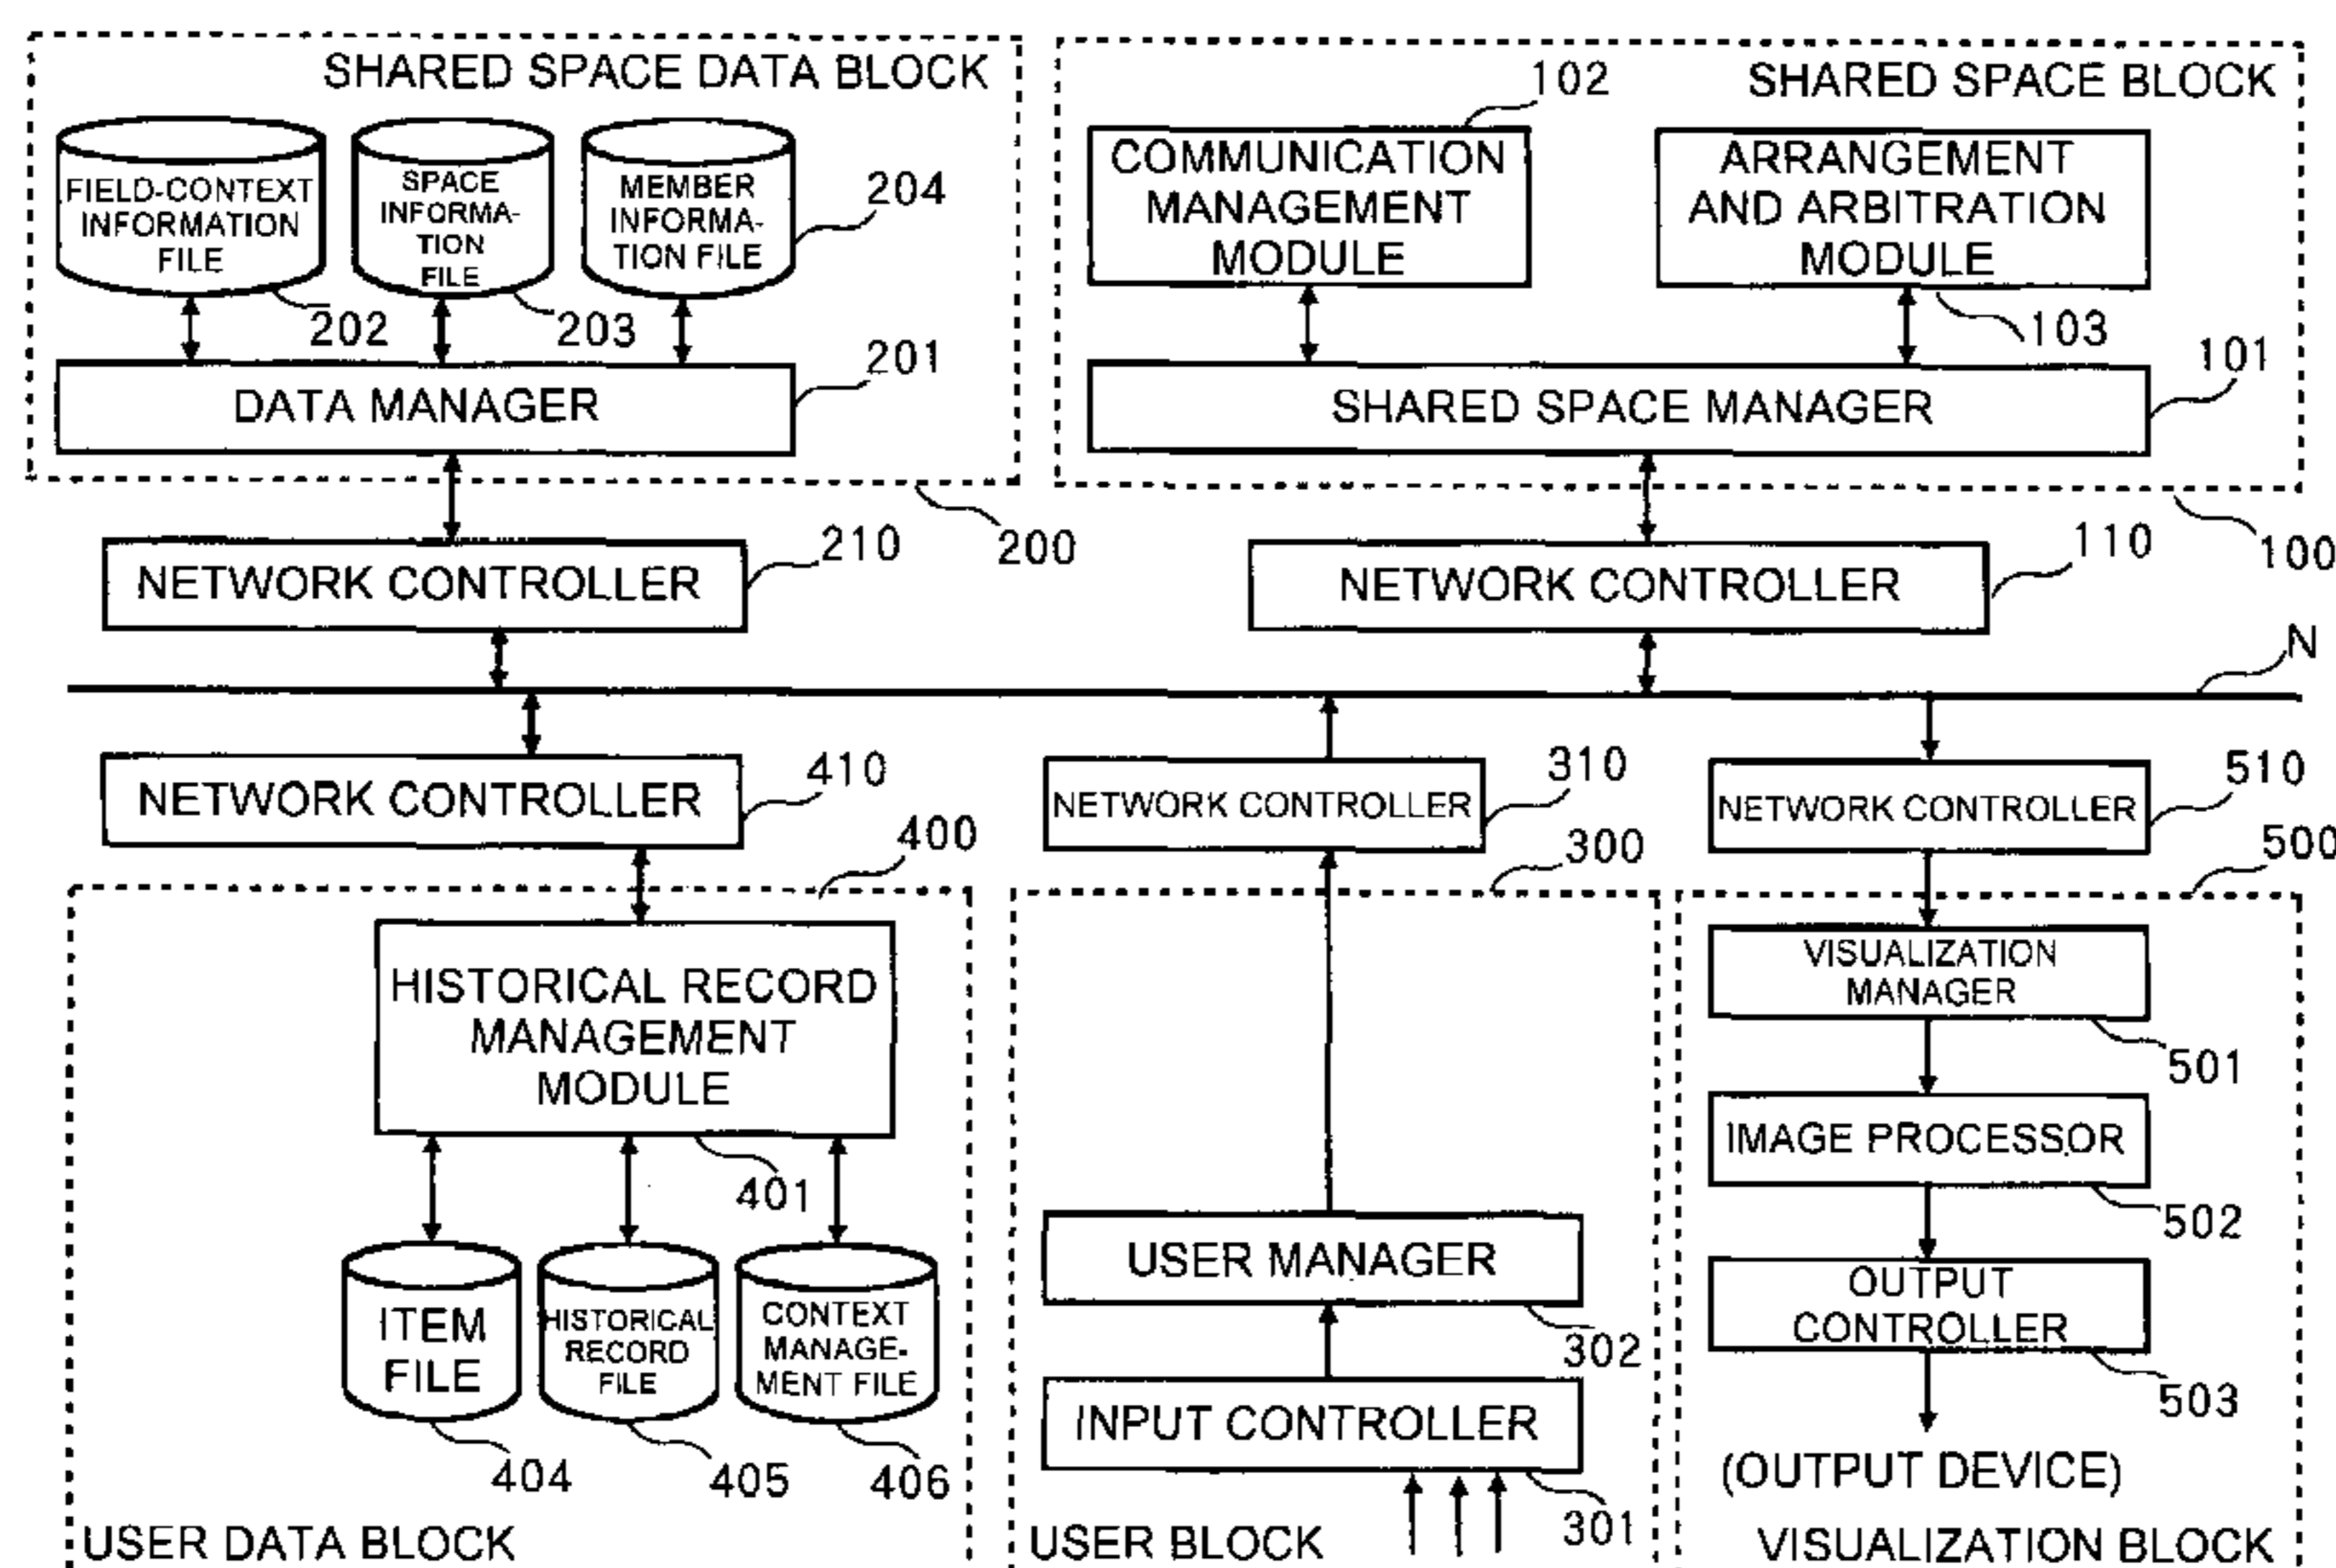 SHARED SPACE DATA BLOCK
FIELD-CONTEXT
INFORMATION
FILE
202
SPACE
INFORMA-
TION
FILE
203
MEMBER
INFORMA-
TION FILE
204
DATA MANAGER
201
200
SHARED SPACE BLOCK
102
COMMUNICATION
MANAGEMENT
MODULE
ARRANGEMENT
AND ARBITRATION
MODULE
103
101
SHARED SPACE MANAGER
100
NETWORK CONTROLLER
210
NETWORK CONTROLLER
110
N
NETWORK CONTROLLER
410
NETWORK CONTROLLER
310
NETWORK CONTROLLER
510
400
HISTORICAL RECORD
MANAGEMENT
MODULE
401
ITEM
FILE
404
HISTORICAL
RECORD
FILE
405
CONTEXT
MANAGE-
MENT FILE
406
USER DATA BLOCK
300
USER MANAGER
302
INPUT CONTROLLER
301
USER BLOCK
500
VISUALIZATION
MANAGER
501
IMAGE PROCESSOR
502
OUTPUT
CONTROLLER
503
(OUTPUT DEVICE)
VISUALIZATION BLOCK